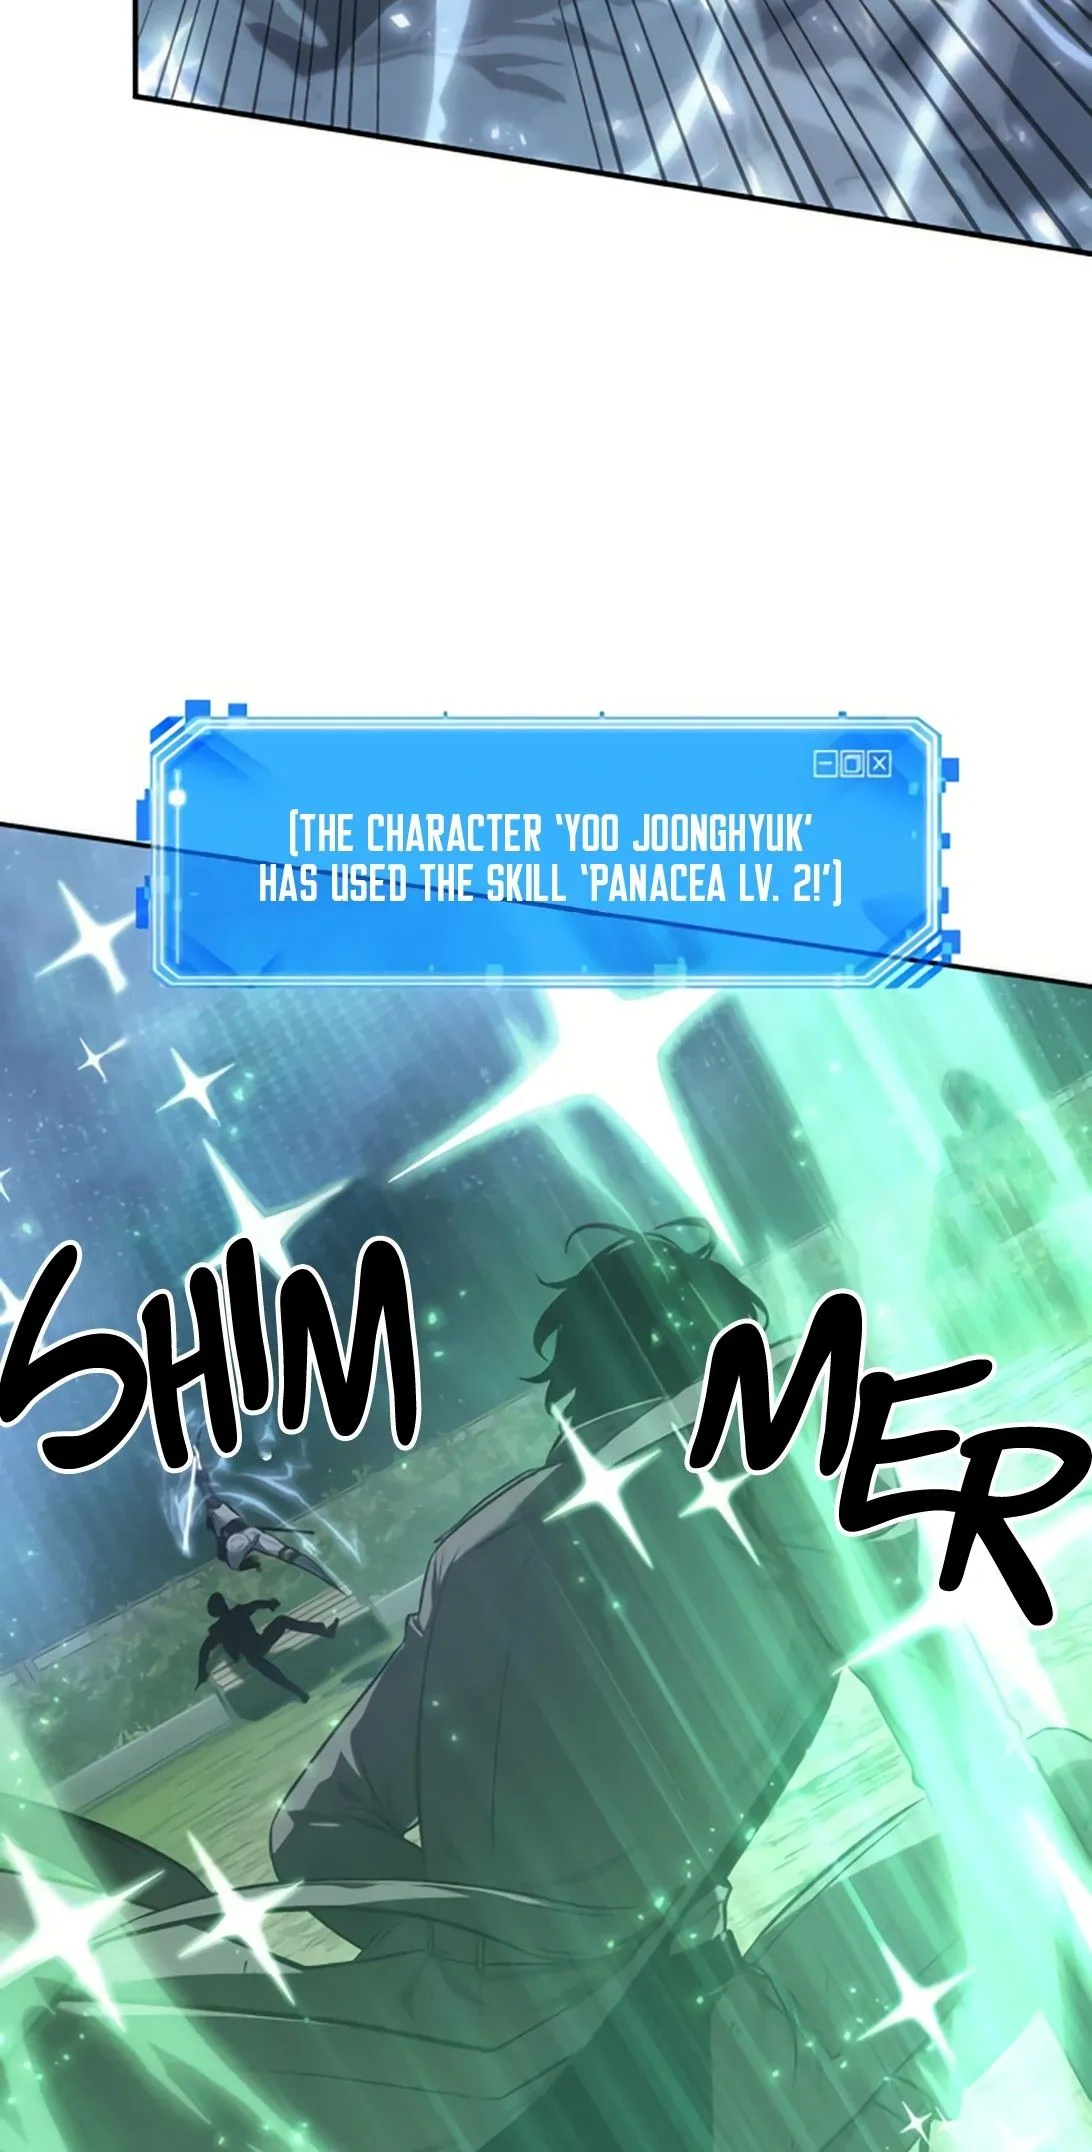 (THE CHARACTER ‘YOO JOONGHYUK’
HAS USED THE SKILL ‘PANACEA LV. 2!’)
SHIM
MER